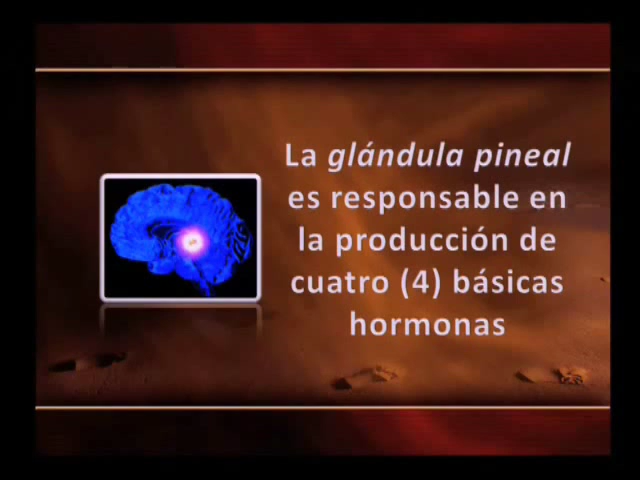 La glándula pineal
es responsable en
la producción de
cuatro (4) básicas
hormonas